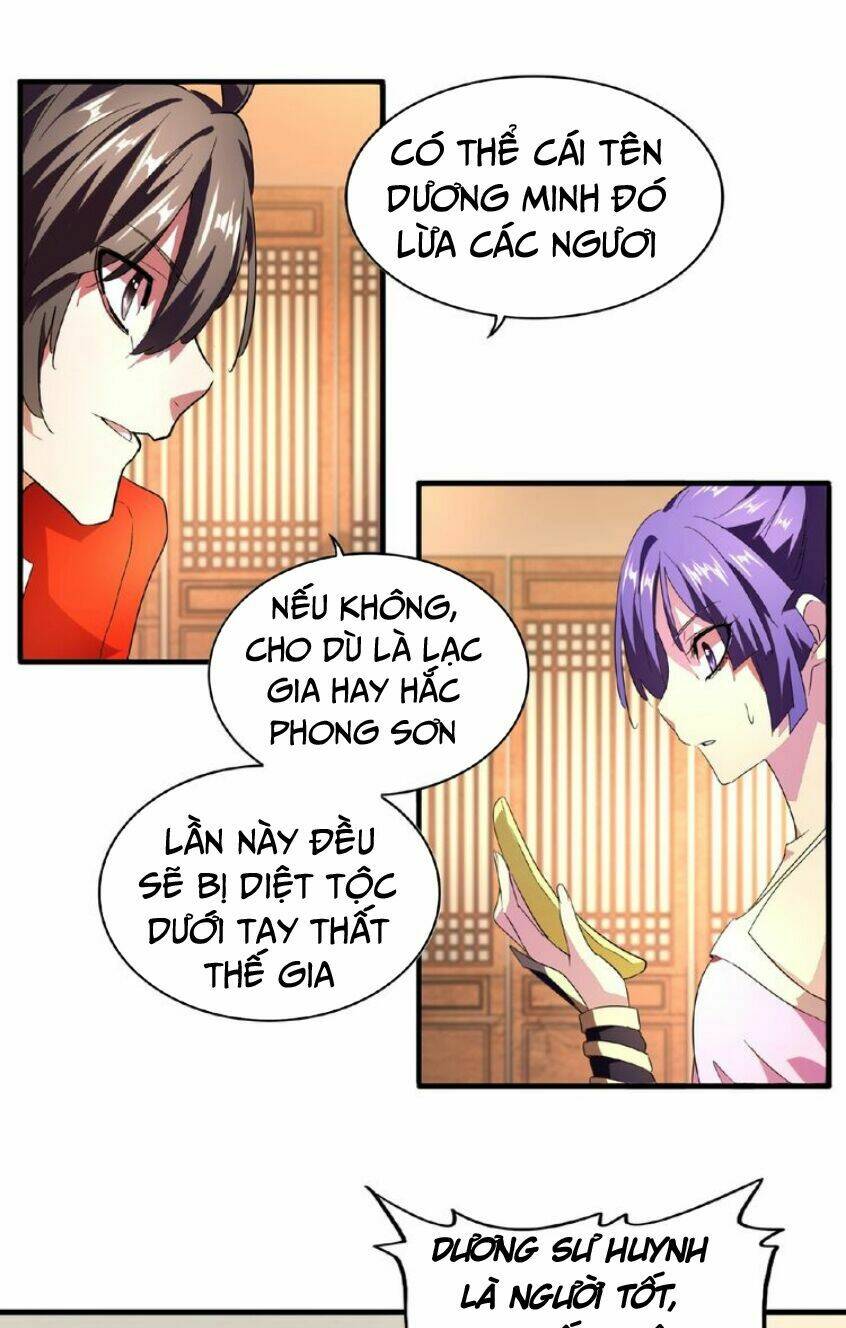 CÓ THỂ CÁI TÊN
DƯƠNG MINH ĐÓ
LỪA CÁC NGƯƠI
NẾU KHÔNG,
CHO DÙ LÀ LẠC
GIA HAY HẮC
PHONG SƠN
LẦN NÀY ĐỀU
SẼ BỊ DIỆT TỘC
DƯỚI TAY THẤT
THẾ GIA
DƯƠNG SƯ HUYNH
LÀ NGƯỜI TỐT,